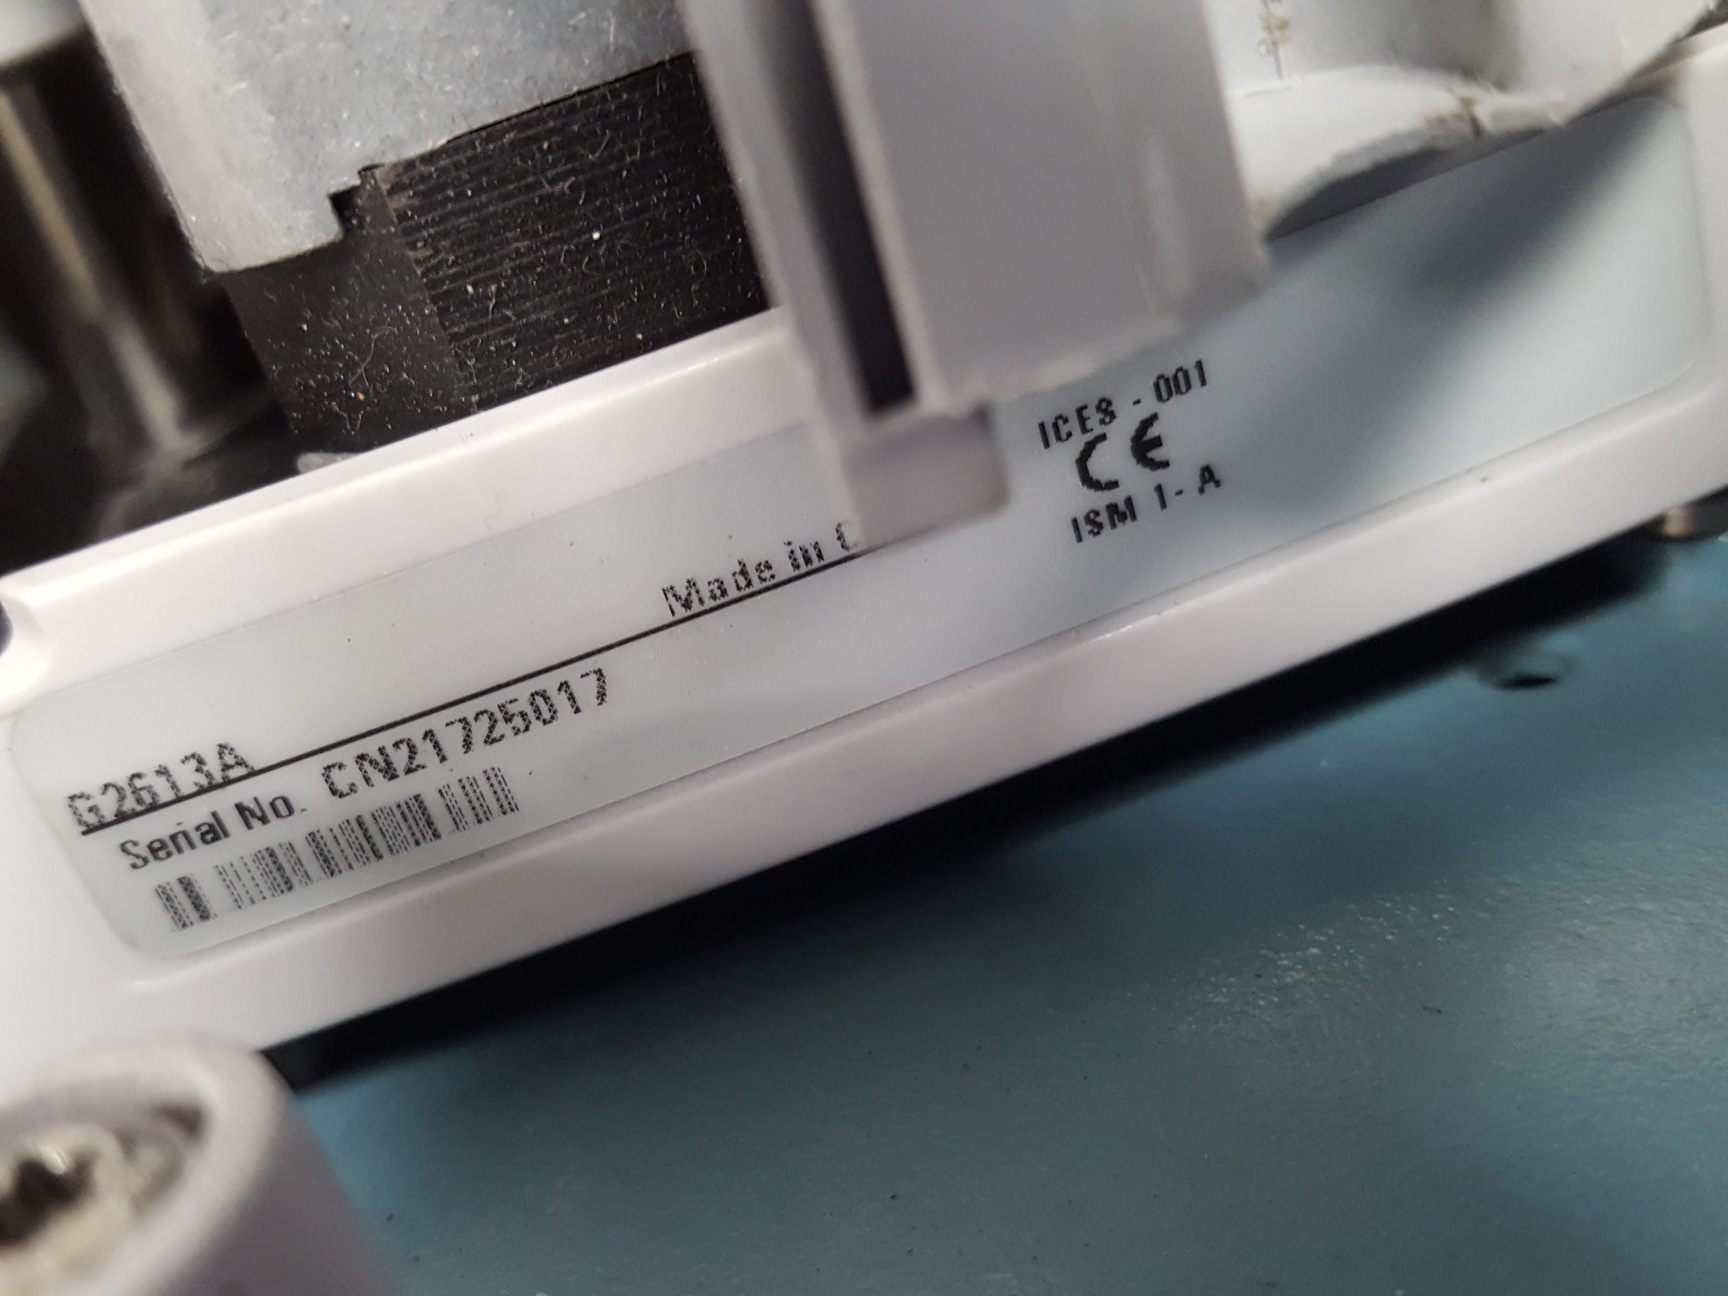 G2613A
Made in
Serial No. CN21725017
ICES - 001
CE
ISM 1-A